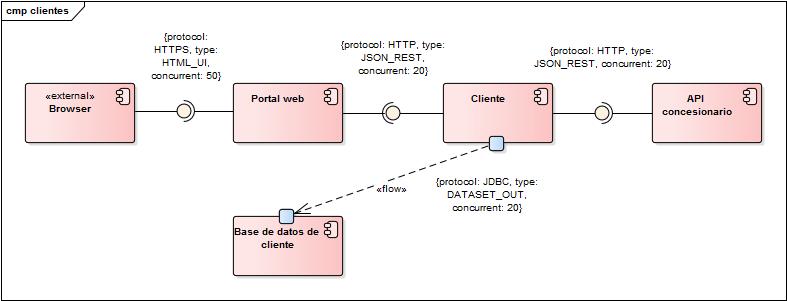 cmp clientes
{protocol:
HTTPS, type:
HTML_UI,
concurrent: 50}
{protocol: HTTP, type:
JSON_REST,
concurrent: 20}
{protocol: HTTP, type:
JSON_REST, concurrent: 20}
«external»
Browser
Portal web
Cliente
API
concesionario
«flow»
{protocol: JDBC, type:
DATASET_OUT,
concurrent: 20}
Base de datos de
cliente